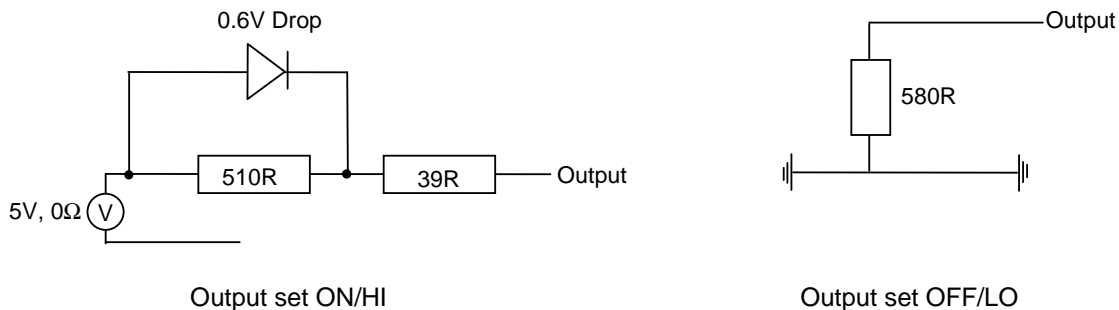 0.6V Drop
Output
580R
510R
39R
Output
5V, 0Ω
V
Output set ON/HI
Output set OFF/LO